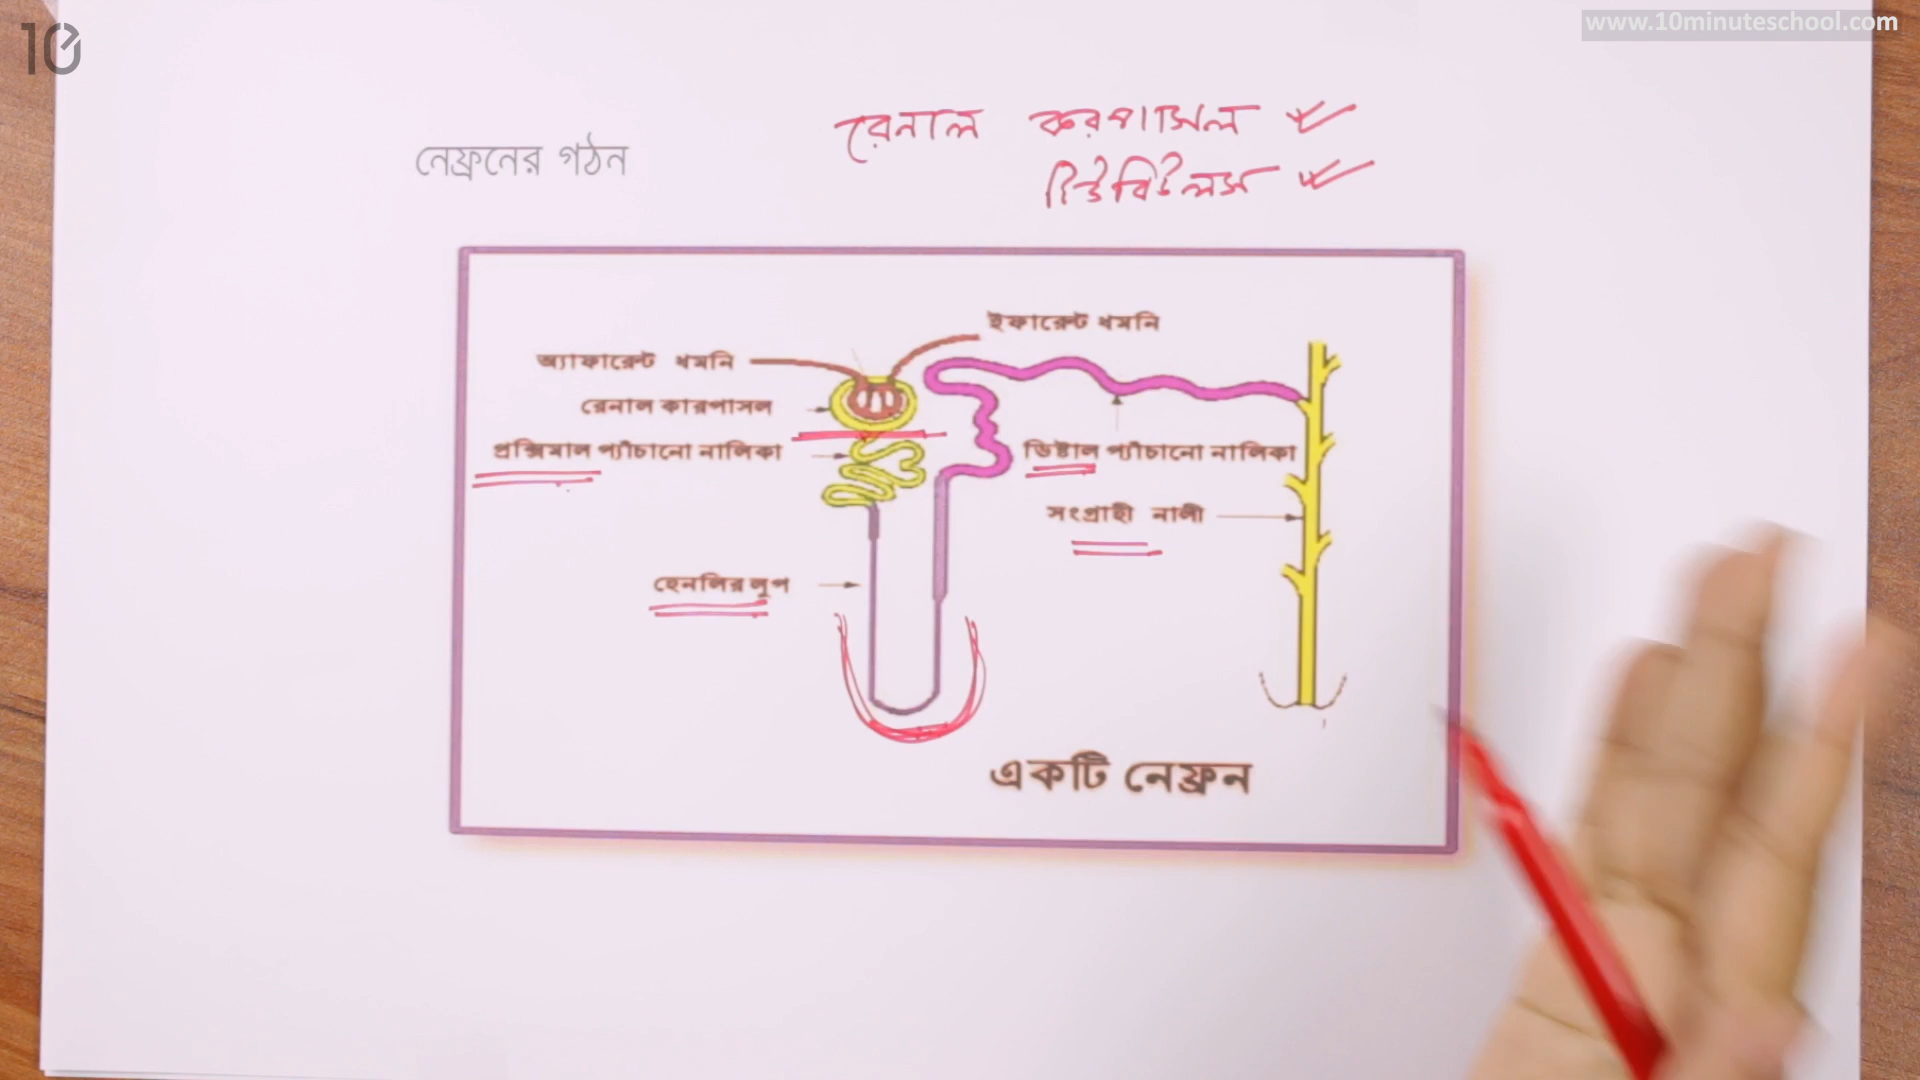 10
www.10minuteschool.com
রেনাল করপাসল
নেফ্রনের গঠন
টিউবিউলস
ইফারেন্ট ধমনি
অ্যাফারেন্ট ধমনি
রেনাল কারপাসল
প্রক্সিমাল প্যাঁচানো নালিকা
ডিষ্টাল প্যাঁচানো নালিকা
সংগ্রাহী নালী
হেনলির লুপ
একটি নেফ্রন